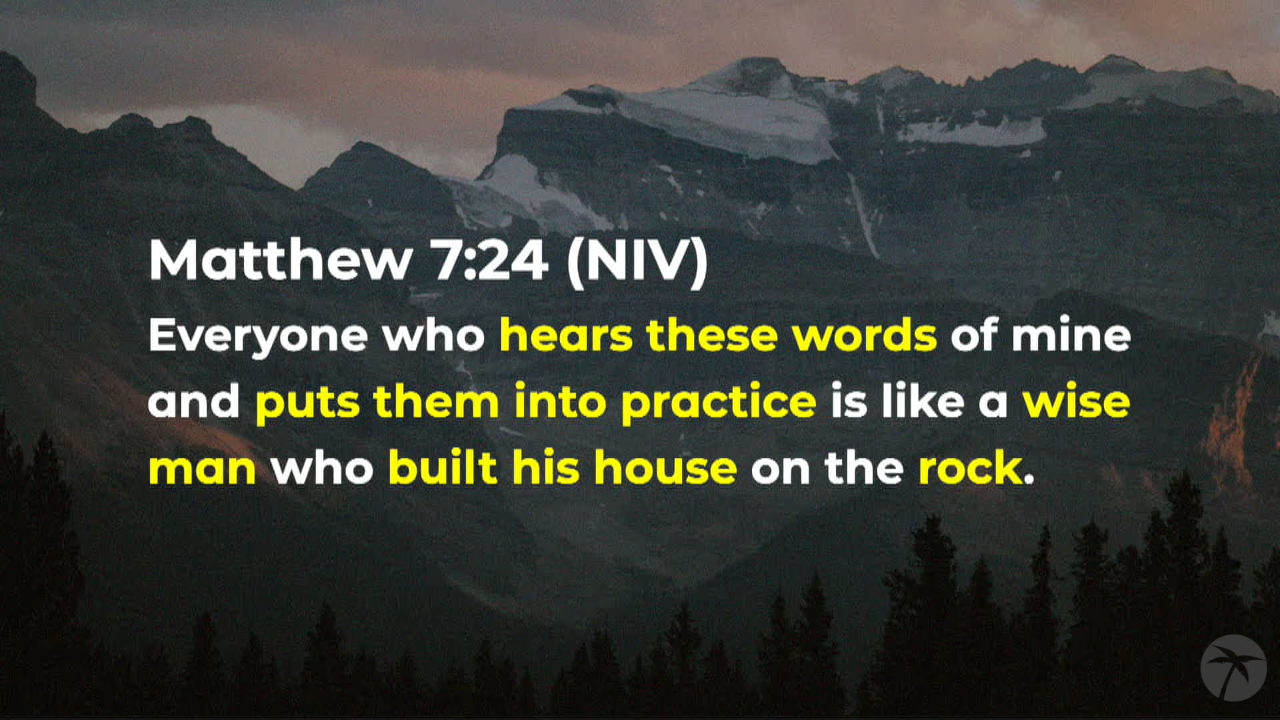 Matthew 7:24 (NIV)
Everyone who hears these words of mine
and puts them into practice is like a wise
man who built his house on the rock.